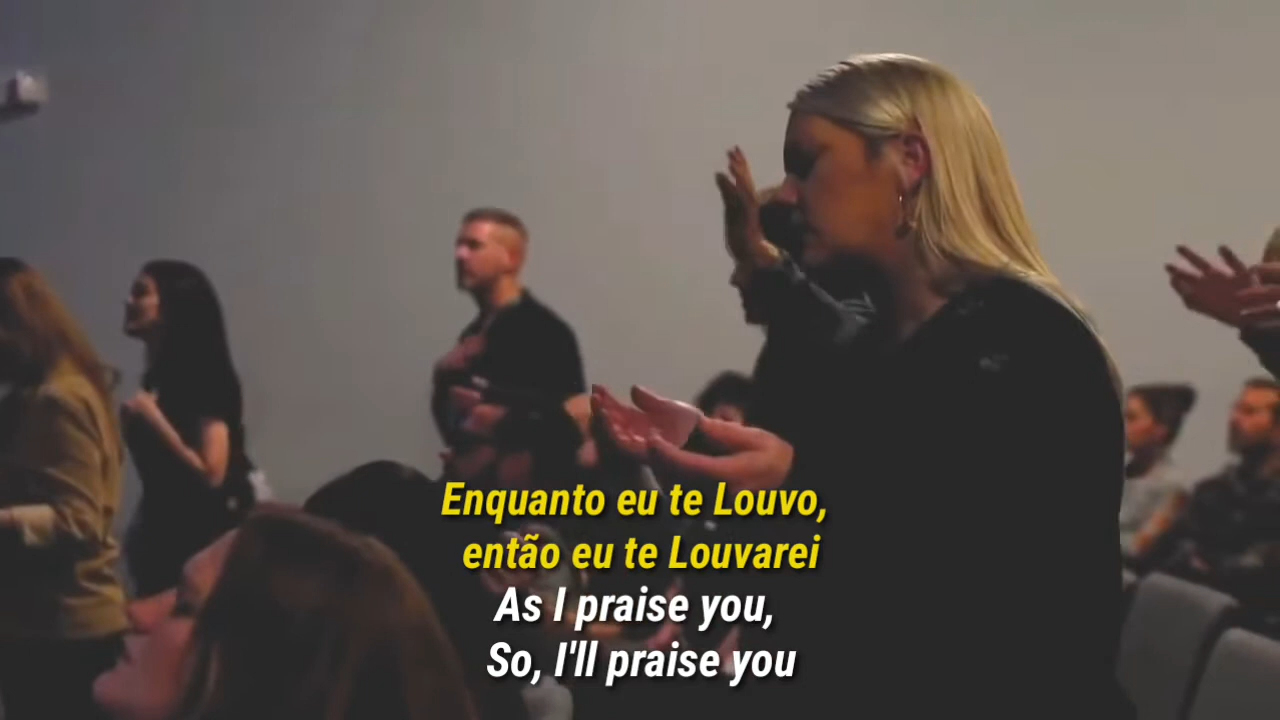 Enquanto eu te Louvo,
então eu te Louvarei
As I praise you,
So, I'll praise you